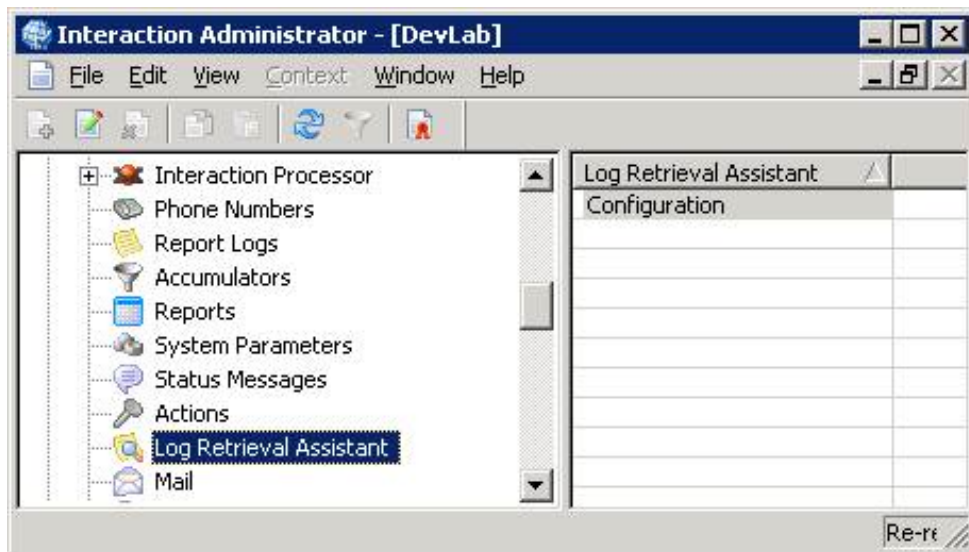 Interaction Administrator - [DevLab]
File Edit View Context Window Help
Interaction Processor
Phone Numbers
Report Logs
Accumulators
Reports
System Parameters
Status Messages
Actions
Log Retrieval Assistant
Mail
Log Retrieval Assistant
Configuration